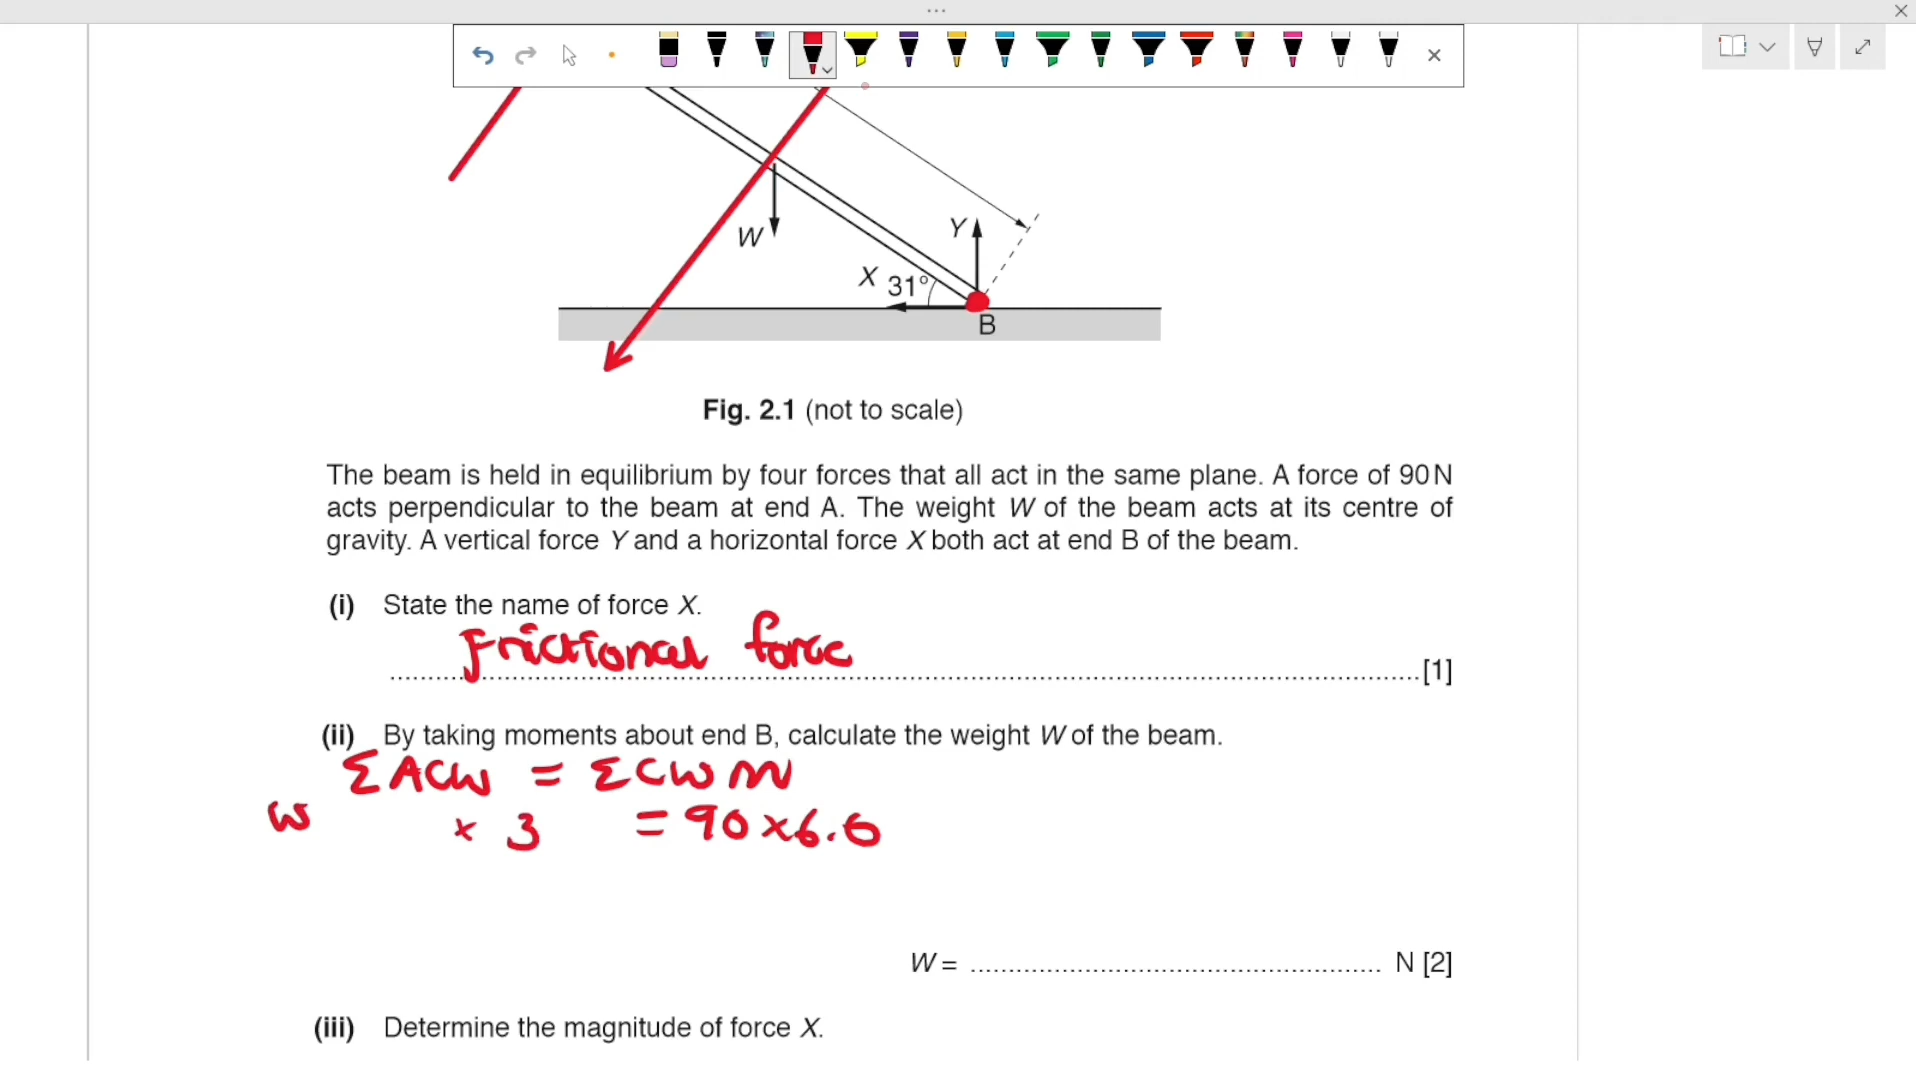 W
Y
X 31°
B
Fig. 2.1 (not to scale)
The beam is held in equilibrium by four forces that all act in the same plane. A force of 90 N
acts perpendicular to the beam at end A. The weight W of the beam acts at its centre of
gravity. A vertical force Y and a horizontal force X both act at end B of the beam.
(i) State the name of force X.
Frictional force
[1]
(ii) By taking moments about end B, calculate the weight W of the beam.
Σ ACW = Σ CW M
W × 3 = 90 × 6.0
W = N [2]
(iii) Determine the magnitude of force X.